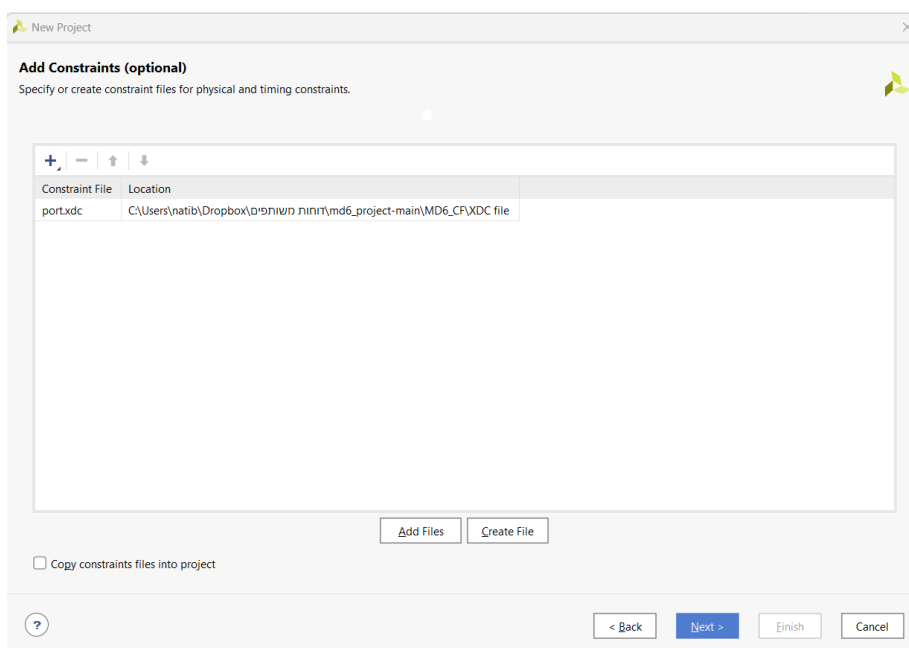 New Project
Add Constraints (optional)
Specify or create constraint files for physical and timing constraints.
Constraint File Location
port.xdc C:\Users\natib\Dropbox\דוחות משותפים\md6_project-main\MD6_CF\XDC file
Add Files Create File
Copy constraints files into project
? < Back Next > Finish Cancel